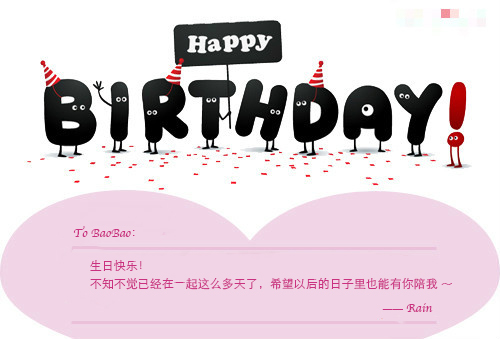 Happy
BIRTHDAY!
To BaoBao:
生日快乐!
不知不觉已经在一起这么多天了，希望以后的日子里也能有你陪我～
—— Rain